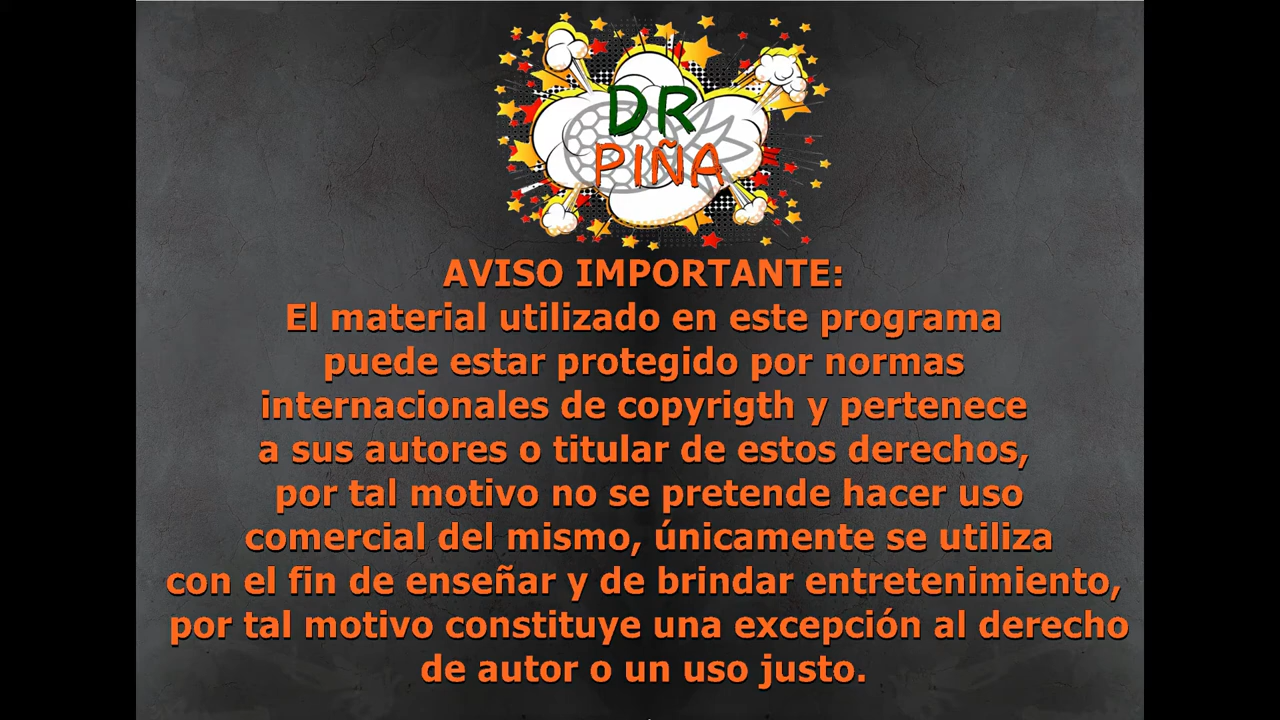 DR
PIÑA
AVISO IMPORTANTE:
El material utilizado en este programa
puede estar protegido por normas
internacionales de copyrigth y pertenece
a sus autores o titular de estos derechos,
por tal motivo no se pretende hacer uso
comercial del mismo, únicamente se utiliza
con el fin de enseñar y de brindar entretenimiento,
por tal motivo constituye una excepción al derecho
de autor o un uso justo.